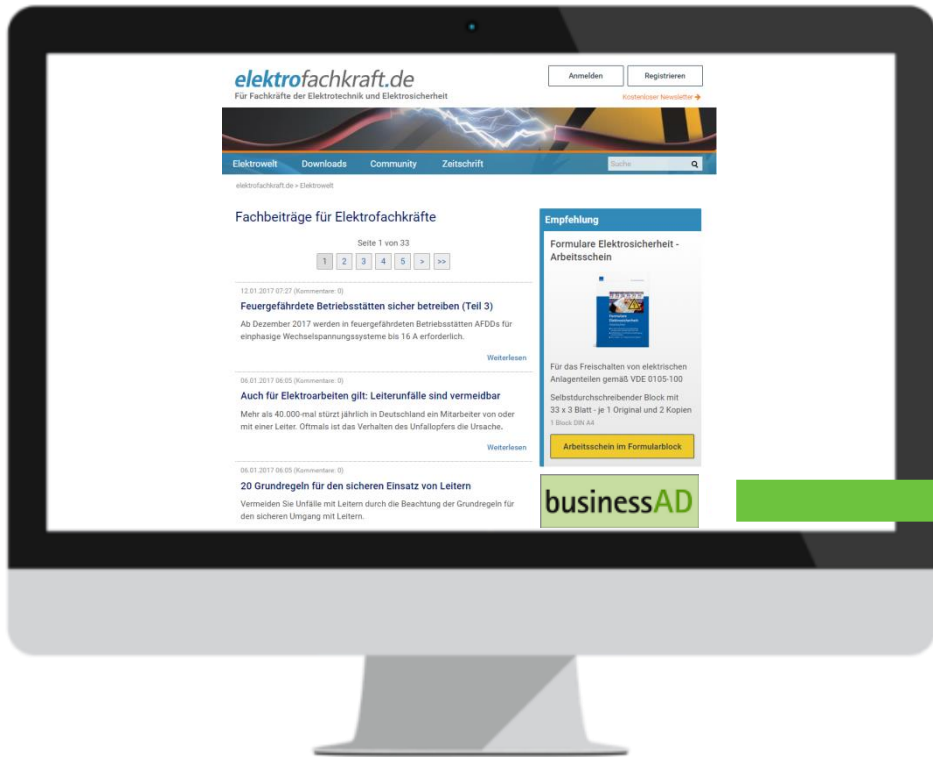 elektrofachkraft.de
Für Fachkräfte der Elektrotechnik und Elektrosicherheit
Anmelden
Registrieren
Kostenloser Newsletter
Elektrowelt
Downloads
Community
Zeitschrift
Suche
elektrofachkraft.de » Elektrowelt
Fachbeiträge für Elektrofachkräfte
Seite 1 von 33
1 2 3 4 5 > >>
12.01.2017 07:27 (Kommentare: 0)
Feuergefährdete Betriebsstätten sicher betreiben (Teil 3)
Ab Dezember 2017 werden in feuergefährdeten Betriebsstätten AFDDs für
einphasige Wechselspannungssysteme bis 16 A erforderlich.
Weiterlesen
06.01.2017 06:05 (Kommentare: 0)
Auch für Elektroarbeiten gilt: Leiterunfälle sind vermeidbar
Mehr als 40.000-mal stürzt jährlich in Deutschland ein Mitarbeiter von oder
mit einer Leiter. Oftmals ist das Verhalten des Unfallopfers die Ursache.
Weiterlesen
06.01.2017 06:05 (Kommentare: 0)
20 Grundregeln für den sicheren Einsatz von Leitern
Vermeiden Sie Unfälle mit Leitern durch die Beachtung der Grundregeln für
den sicheren Umgang mit Leitern.
Empfehlung
Formulare Elektrosicherheit -
Arbeitsschein
Für das Freischalten von elektrischen
Anlagenteilen gemäß VDE 0105-100
Selbstdurchschreibender Block mit
33 x 3 Blatt - je 1 Original und 2 Kopien
1 Block DIN A4
Arbeitsschein im Formularblock
businessAD